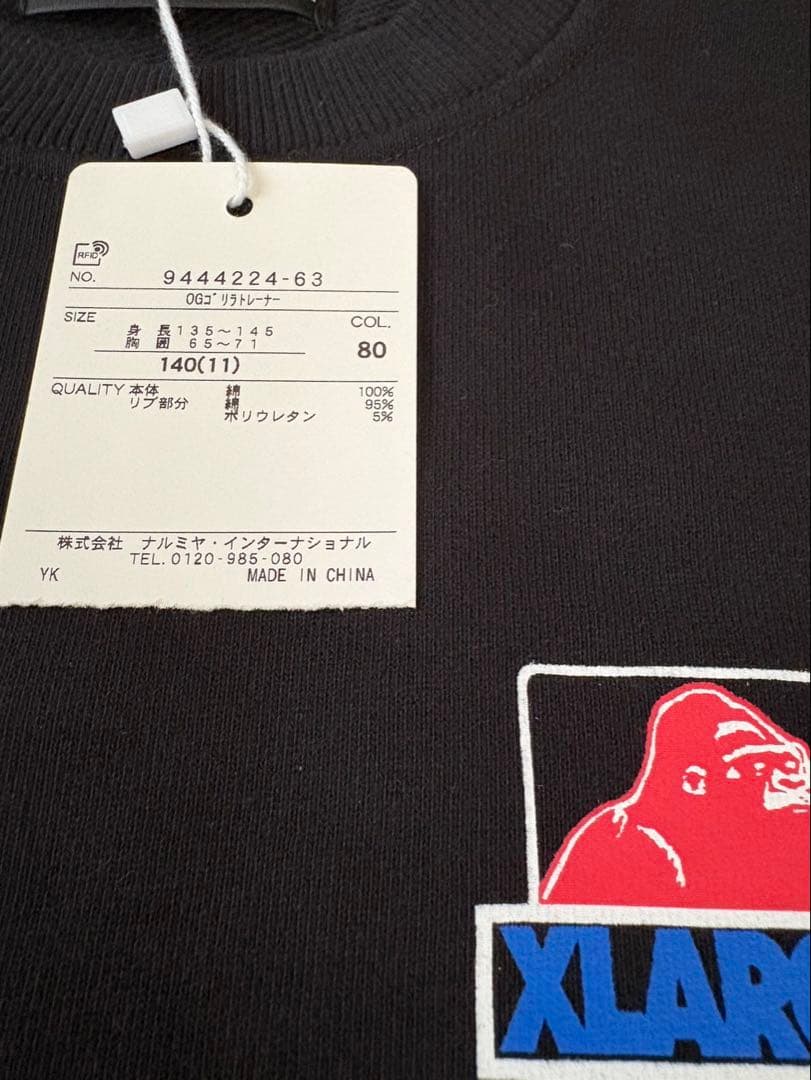 RFID
NO. 9444224-63
OGゴリラトレーナー
SIZE
身 長 135～145
胸 囲 65～71
140(11)
COL.
80
QUALITY 本体 綿 100%
リブ部分 綿 95%
ポリウレタン 5%
株式会社 ナルミヤ・インターナショナル
TEL. 0120-985-080
YK MADE IN CHINA
XLAR